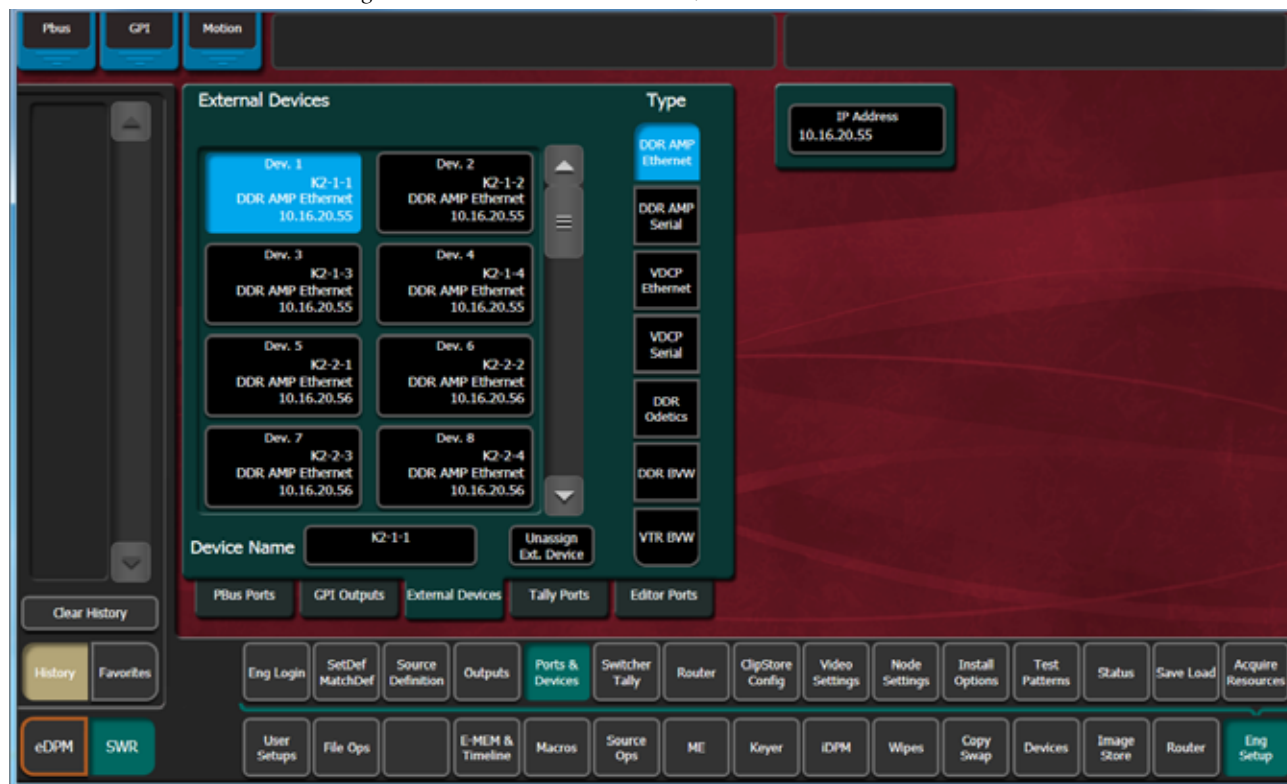 Pbus
GPI
Motion
External Devices
Type
IP Address
10.16.20.55
Dev. 1
K2-1-1
DDR AMP Ethernet
10.16.20.55
Dev. 2
K2-1-2
DDR AMP Ethernet
10.16.20.55
Dev. 3
K2-1-3
DDR AMP Ethernet
10.16.20.55
Dev. 4
K2-1-4
DDR AMP Ethernet
10.16.20.55
Dev. 5
K2-2-1
DDR AMP Ethernet
10.16.20.56
Dev. 6
K2-2-2
DDR AMP Ethernet
10.16.20.56
Dev. 7
K2-2-3
DDR AMP Ethernet
10.16.20.56
Dev. 8
K2-2-4
DDR AMP Ethernet
10.16.20.56
DDR AMP
Ethernet
DDR AMP
Serial
VDCP
Ethernet
VDCP
Serial
DDR
Odetics
DDR BVW
VTR BVW
Device Name
K2-1-1
Unassign
Ext. Device
PBus Ports
GPI Outputs
External Devices
Tally Ports
Editor Ports
Clear History
History
Favorites
Eng Login
SetDef
MatchDef
Source
Definition
Outputs
Ports &
Devices
Switcher
Tally
Router
ClipStore
Config
Video
Settings
Node
Settings
Install
Options
Test
Patterns
Status
Save Load
Acquire
Resources
eDPM
SWR
User
Setups
File Ops
E-MEM &
Timeline
Macros
Source
Ops
ME
Keyer
iDPM
Wipes
Copy
Swap
Devices
Image
Store
Router
Eng
Setup